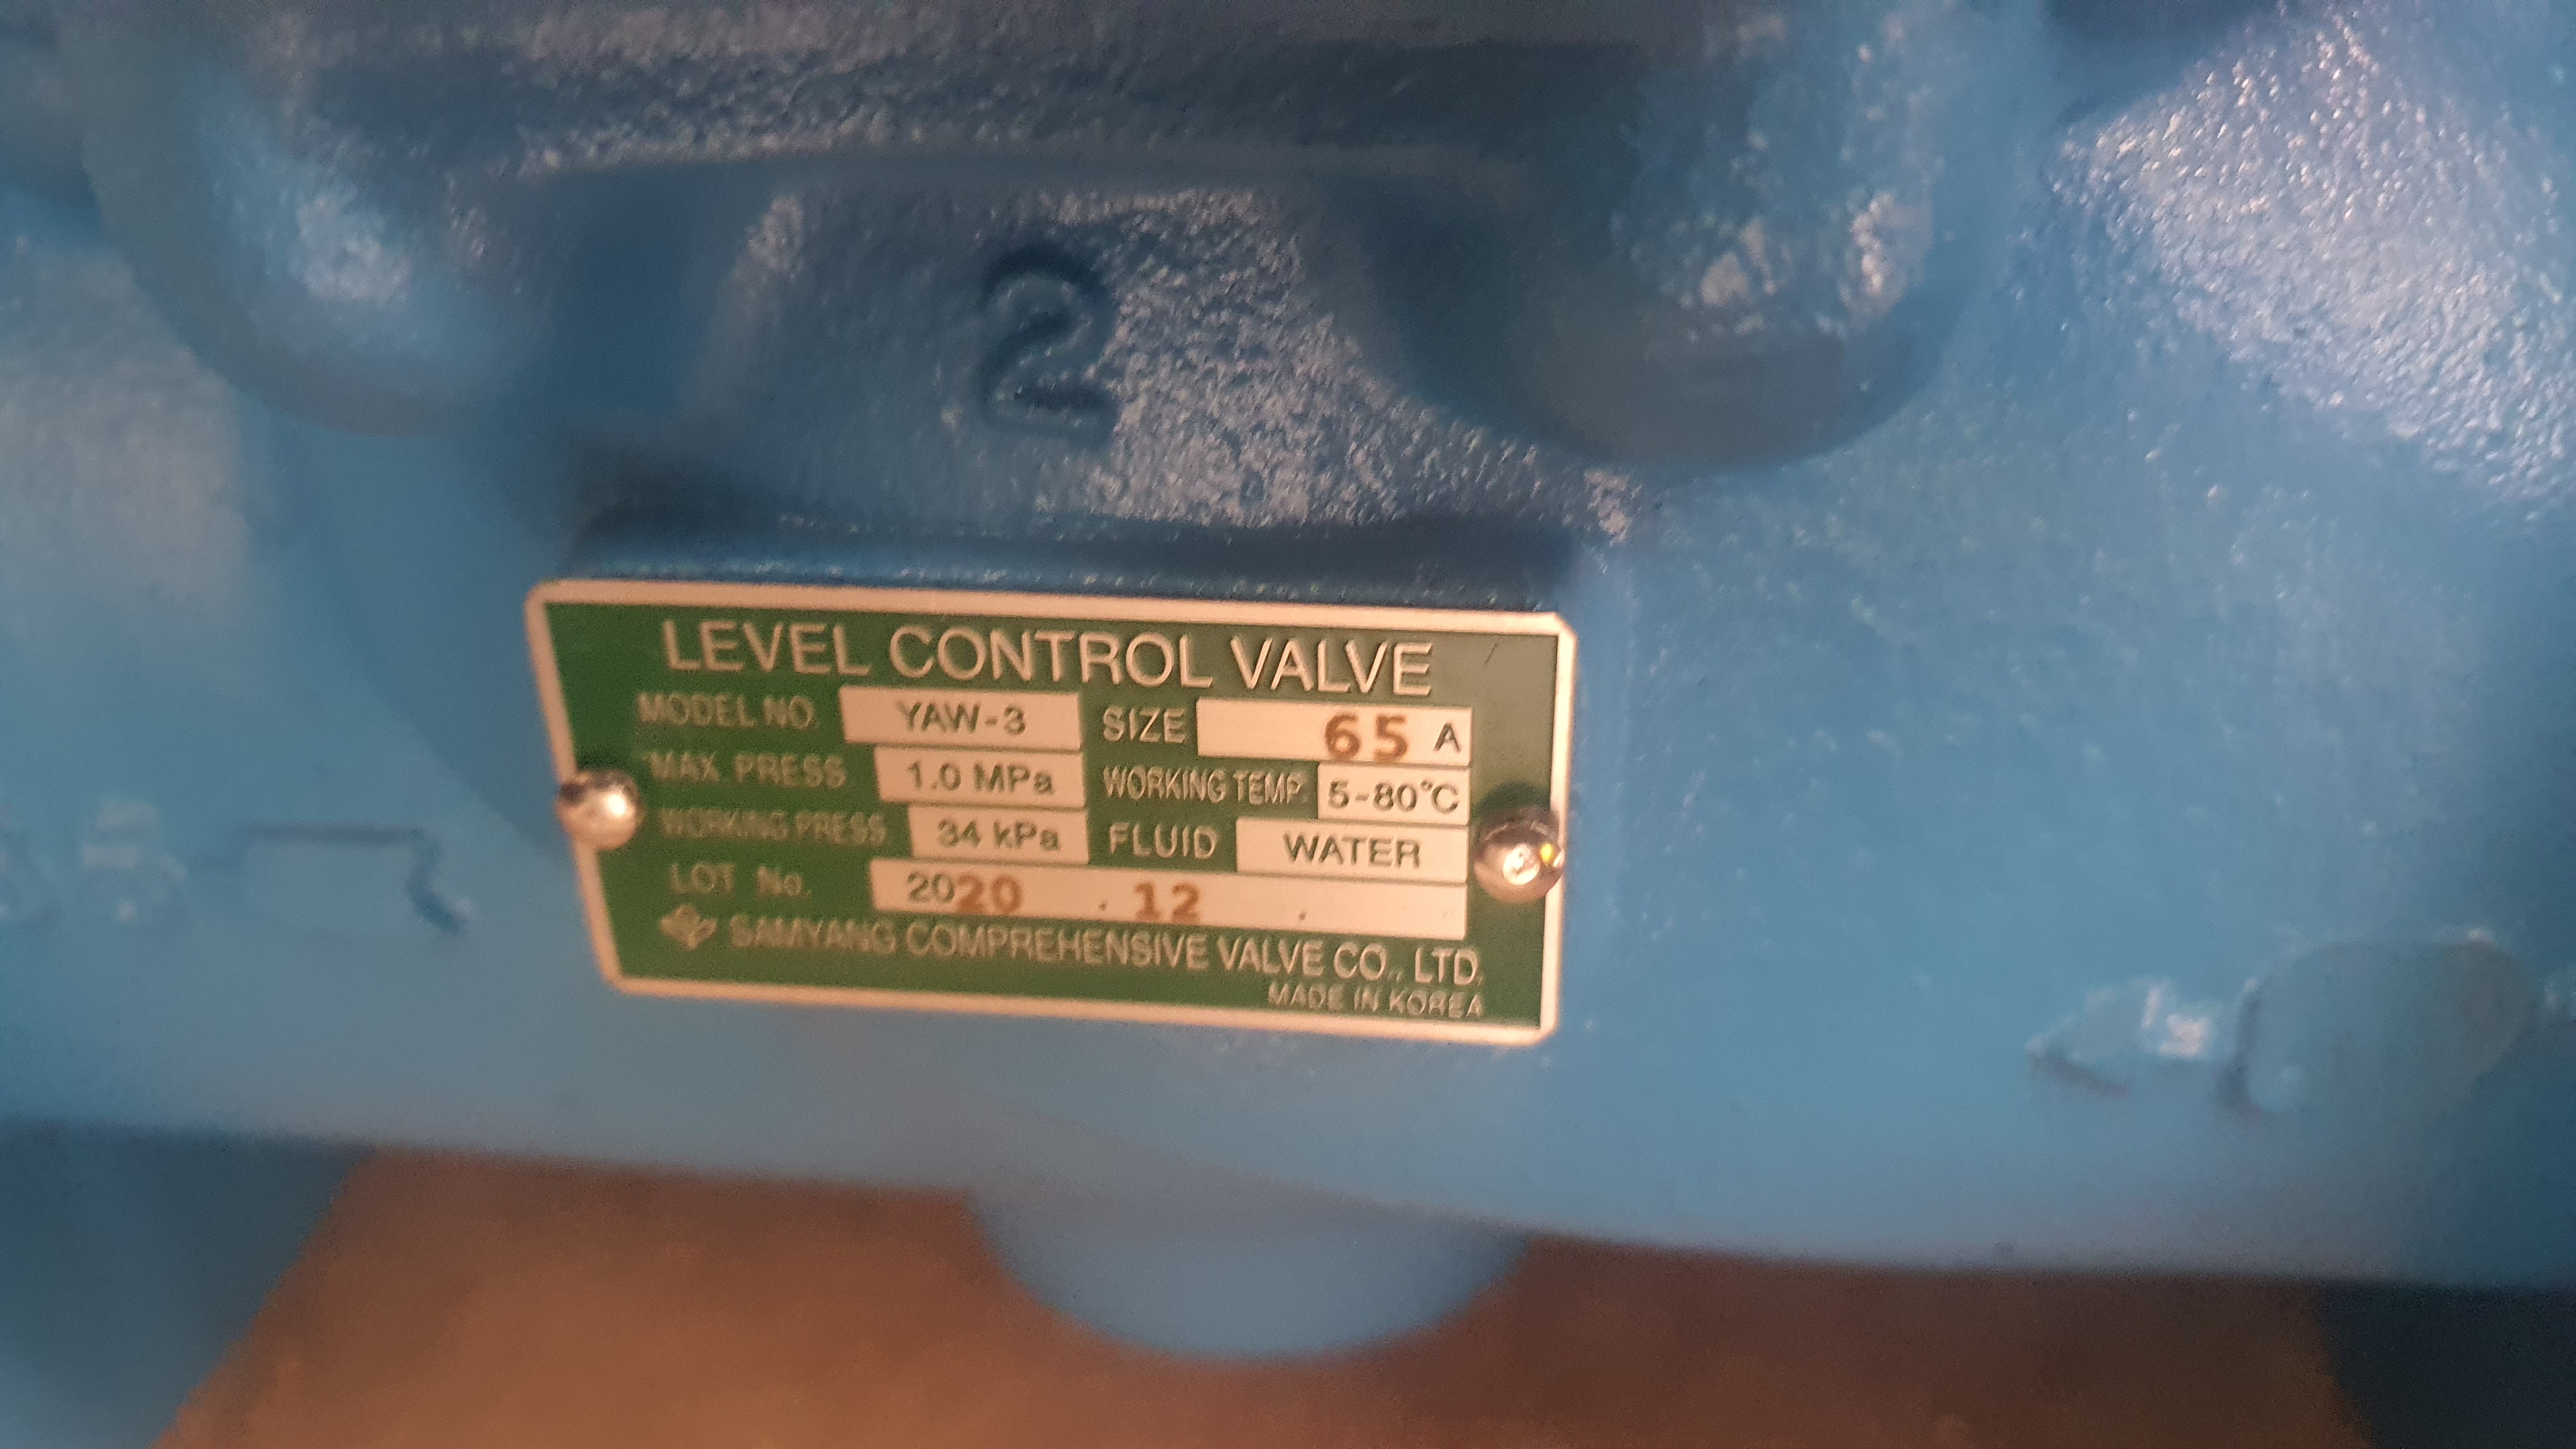 2
LEVEL CONTROL VALVE
MODEL NO. YAW-3 SIZE 65 A
MAX. PRESS 1.0 MPa WORKING TEMP. 5-80°C
WORKING PRESS 34 kPa FLUID WATER
LOT No. 2020 . 12 .
SAMYANG COMPREHENSIVE VALVE CO., LTD.
MADE IN KOREA